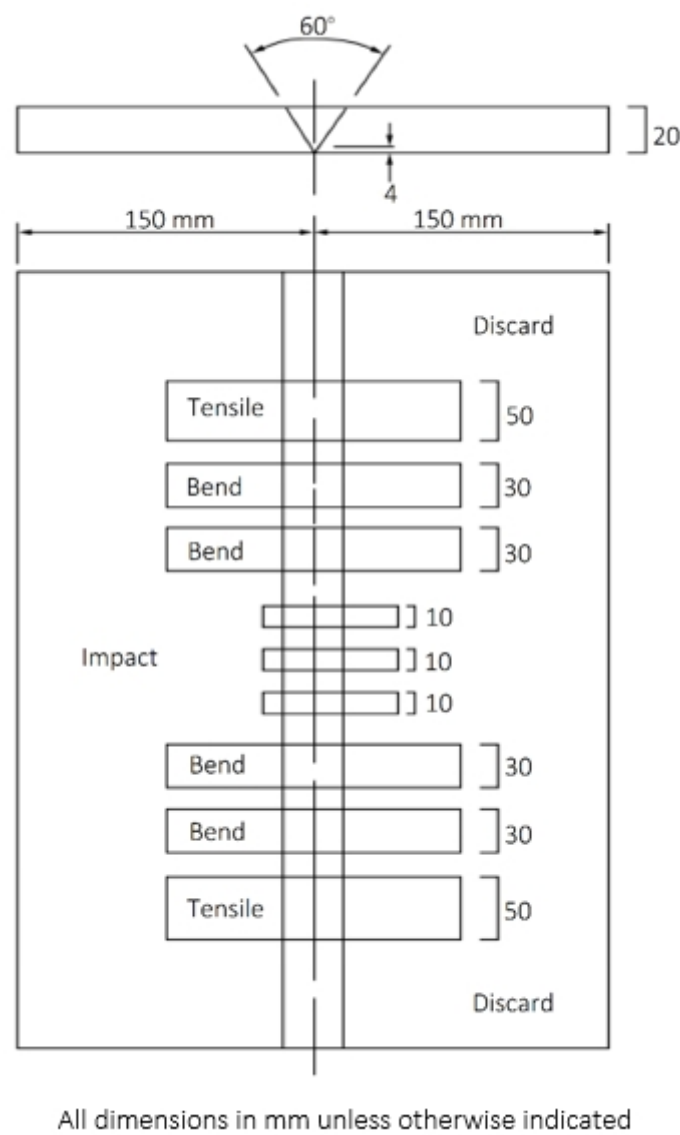 60°
20
4
150 mm 150 mm
Discard
Tensile 50
Bend 30
Bend 30
10
Impact 10
10
Bend 30
Bend 30
Tensile 50
Discard
All dimensions in mm unless otherwise indicated